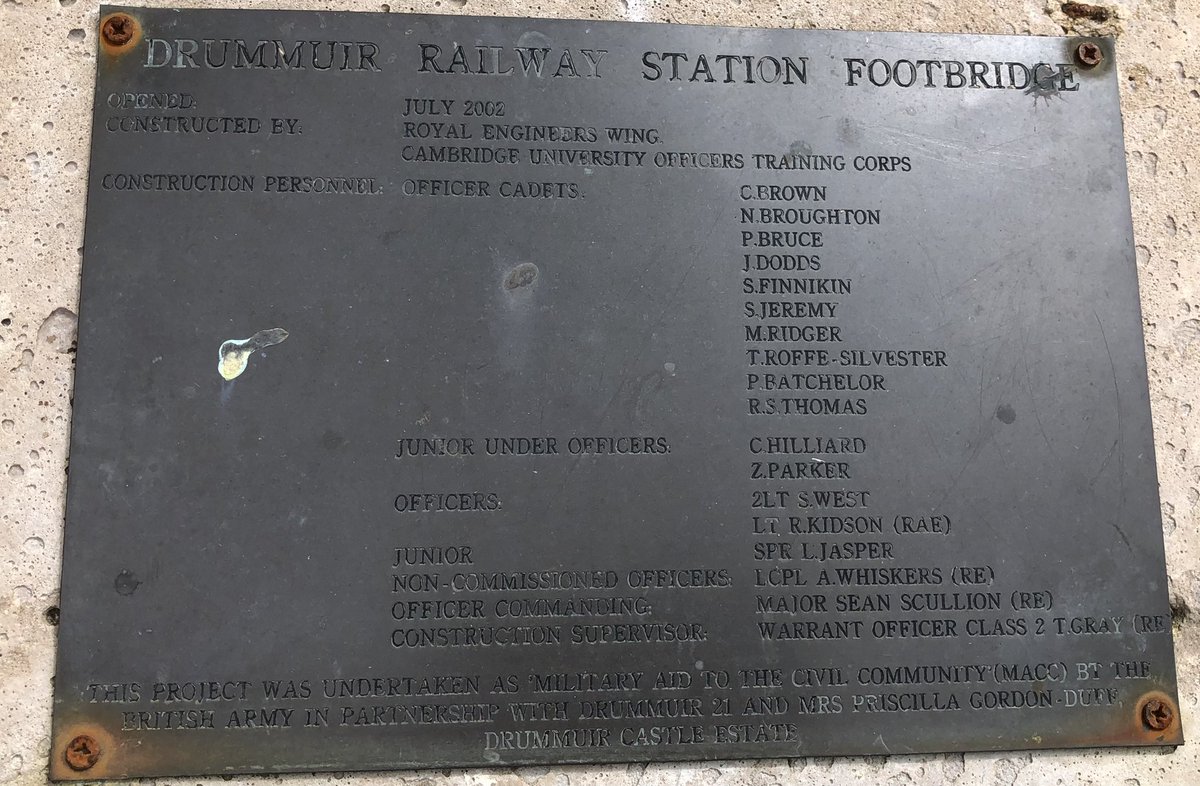 DRUMMUIR RAILWAY STATION FOOTBRIDGE
OPENED: JULY 2002
CONSTRUCTED BY: ROYAL ENGINEERS WING.
CAMBRIDGE UNIVERSITY OFFICERS TRAINING CORPS
CONSTRUCTION PERSONNEL: OFFICER CADETS: C.BROWN
N.BROUGHTON
P.BRUCE
J.DODDS
S.FINNIKIN
S.JEREMY
M.RIDGER
T.ROFFE-SILVESTER
P.BATCHELOR
R.S.THOMAS
JUNIOR UNDER OFFICERS: C.HILLIARD
Z.PARKER
OFFICERS: 2LT S.WEST
LT R.KIDSON (RAE)
JUNIOR SPR L.JASPER
NON-COMMISSIONED OFFICERS: LCPL A.WHISKERS (RE)
OFFICER COMMANDING: MAJOR SEAN SCULLION (RE)
CONSTRUCTION SUPERVISOR: WARRANT OFFICER CLASS 2 T.GRAY (RE
THIS PROJECT WAS UNDERTAKEN AS 'MILITARY AID TO THE CIVIL COMMUNITY'(MACC) BT THE
BRITISH ARMY IN PARTNERSHIP WITH DRUMMUIR 21 AND MRS PRISCILLA GORDON-DUFF,
DRUMMUIR CASTLE ESTATE